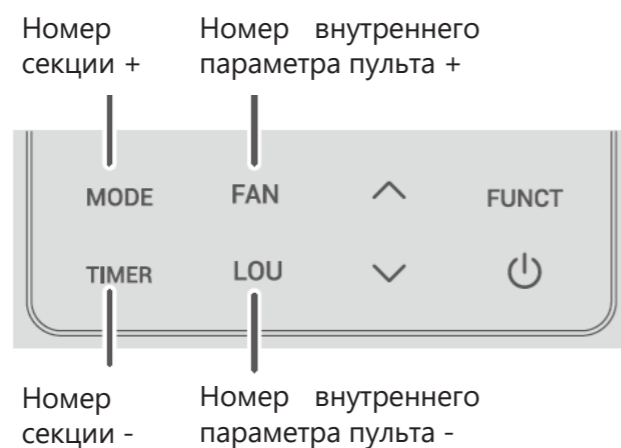 Номер секции +
Номер внутреннего параметра пульта +
MODE FAN FUNCT
TIMER LOU
Номер секции -
Номер внутреннего параметра пульта -